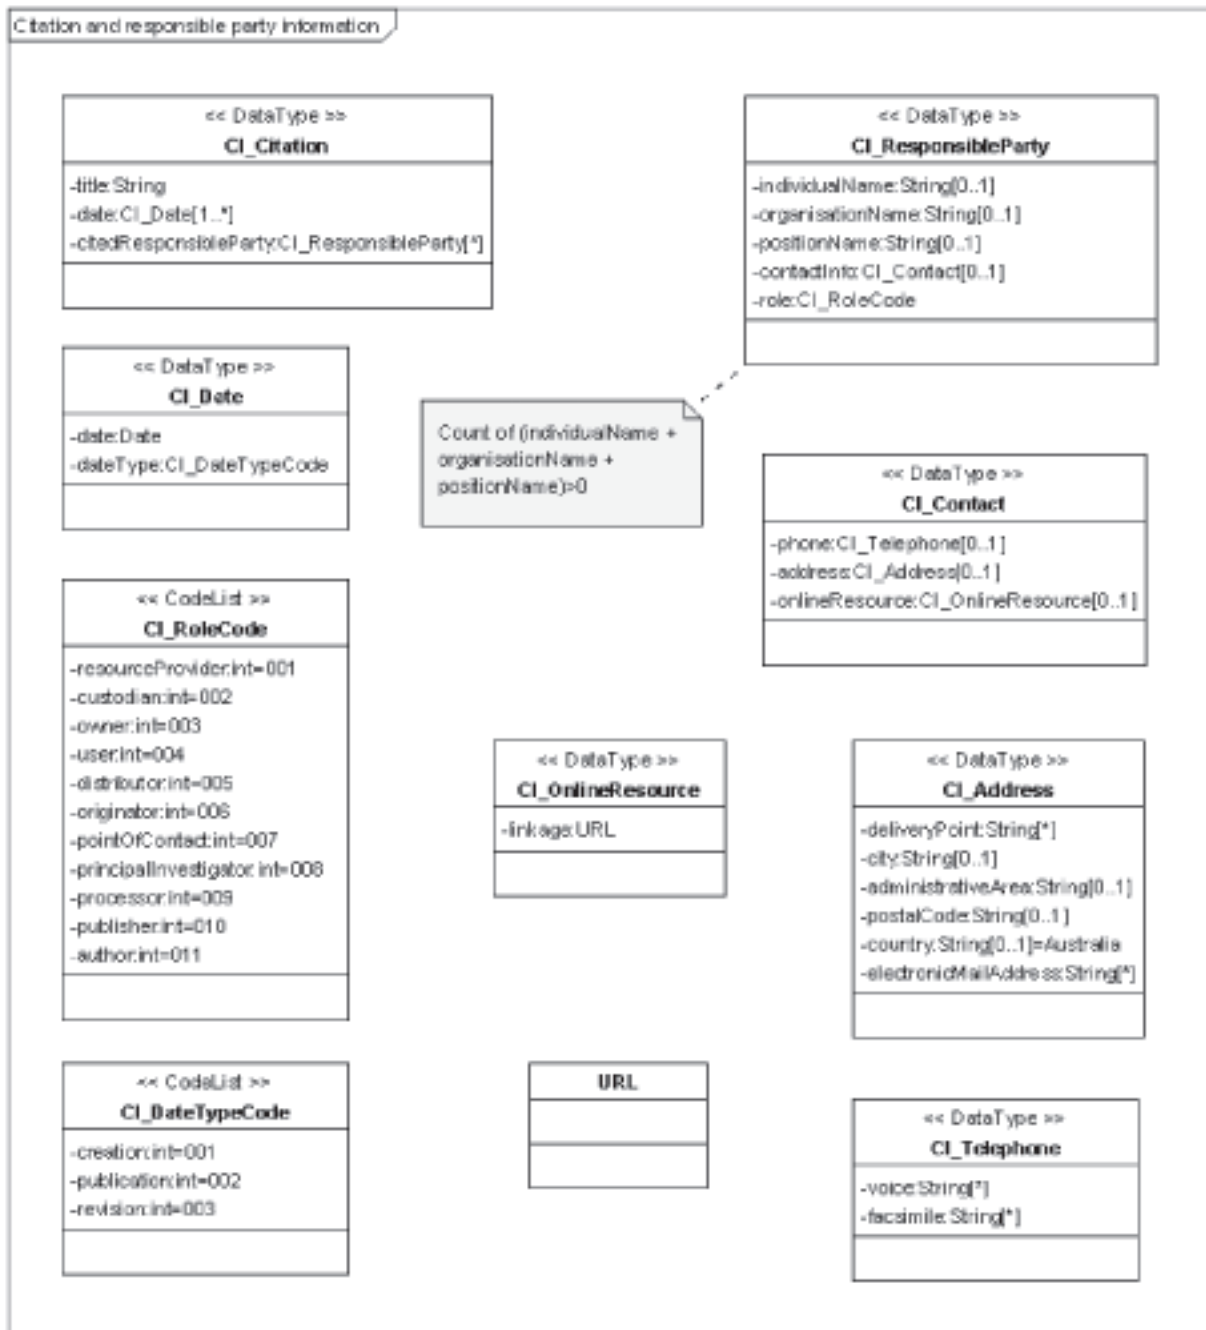 Citation and responsible party information
<< DataType >>
CI_Citation
-title:String
-date:CI_Date[1..*]
-citedResponsibleParty:CI_ResponsibleParty[*]
<< DataType >>
CI_ResponsibleParty
-individualName:String[0..1]
-organisationName:String[0..1]
-positionName:String[0..1]
-contactInfo:CI_Contact[0..1]
-role:CI_RoleCode
<< DataType >>
CI_Date
-date:Date
-dateType:CI_DateTypeCode
Count of (individualName +
organisationName +
positionName)>0
<< DataType >>
CI_Contact
-phone:CI_Telephone[0..1]
-address:CI_Address[0..1]
-onlineResource:CI_OnlineResource[0..1]
<< CodeList >>
CI_RoleCode
-resourceProvider:int=001
-custodian:int=002
-owner:int=003
-user:int=004
-distributor:int=005
-originator:int=006
-pointOfContact:int=007
-principalInvestigator:int=008
-processor:int=009
-publisher:int=010
-author:int=011
<< DataType >>
CI_OnlineResource
-linkage:URL
<< DataType >>
CI_Address
-deliveryPoint:String[*]
-city:String[0..1]
-administrativeArea:String[0..1]
-postalCode:String[0..1]
-country:String[0..1]=Australia
-electronicMailAddress:String[*]
<< CodeList >>
CI_DateTypeCode
-creation:int=001
-publication:int=002
-revision:int=003
URL
<< DataType >>
CI_Telephone
-voice:String[*]
-facsimile:String[*]